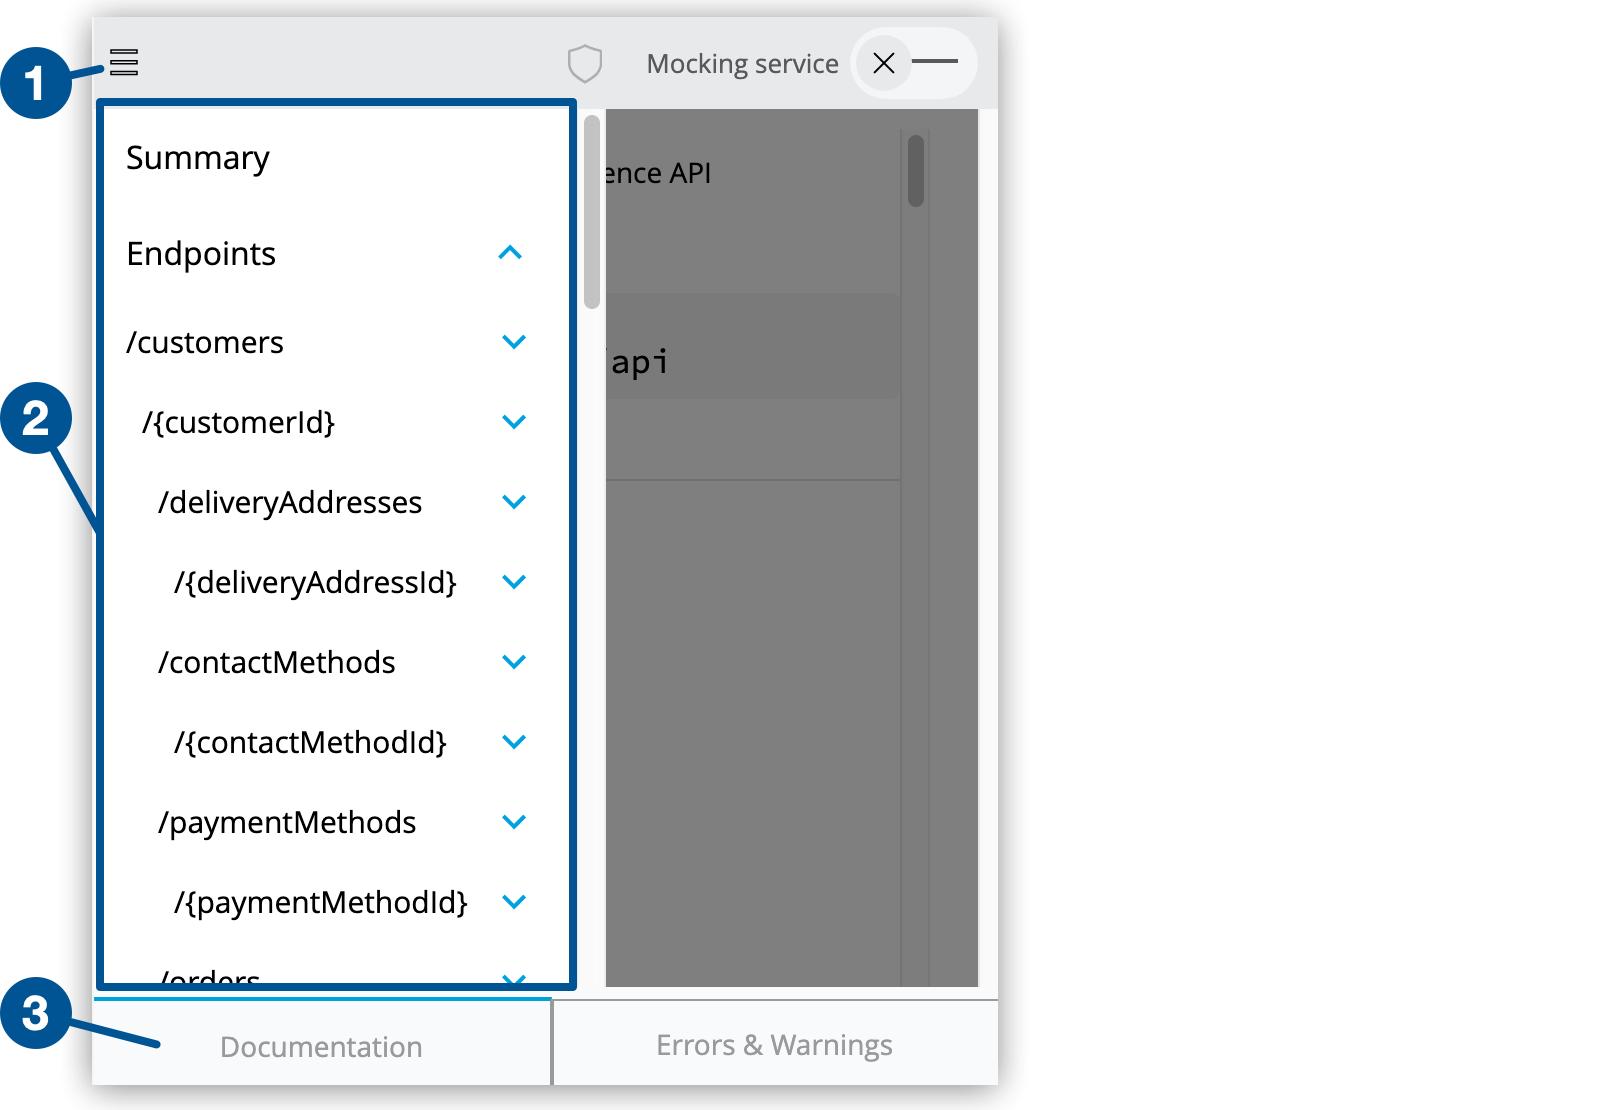 1
Mocking service
Summary
ence API
Endpoints
/customers
/api
2
/{customerId}
/deliveryAddresses
/{deliveryAddressId}
/contactMethods
/{contactMethodId}
/paymentMethods
/{paymentMethodId}
/orders
3
Documentation
Errors & Warnings